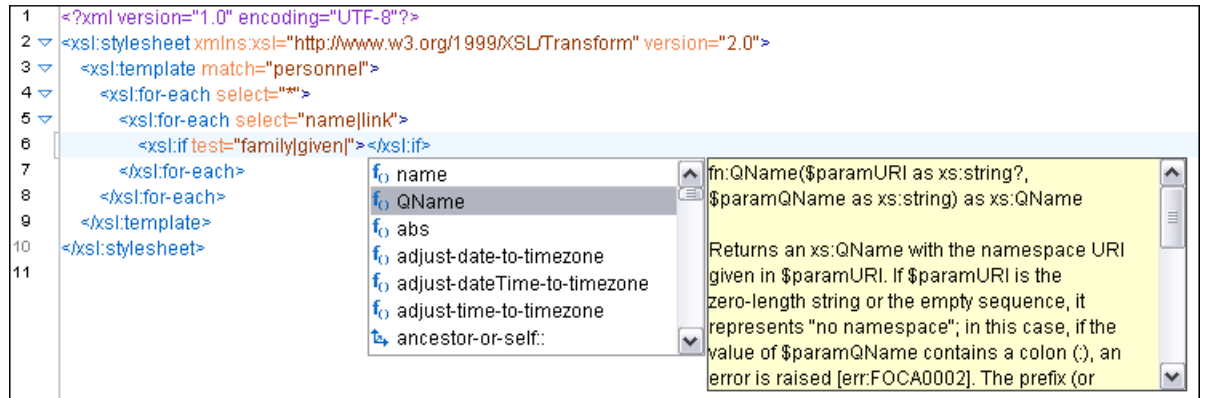 1 <?xml version="1.0" encoding="UTF-8"?>
2 <xsl:stylesheet xmlns:xsl="http://www.w3.org/1999/XSL/Transform" version="2.0">
3 <xsl:template match="personnel">
4 <xsl:for-each select="*">
5 <xsl:for-each select="name|link">
6 <xsl:if test="family|given|"></xsl:if>
7 </xsl:for-each>
8 </xsl:for-each>
9 </xsl:template>
10 </xsl:stylesheet>
11
f() name
f() QName
f() abs
f() adjust-date-to-timezone
f() adjust-dateTime-to-timezone
f() adjust-time-to-timezone
ancestor-or-self::
fn:QName($paramURI as xs:string?,
$paramQName as xs:string) as xs:QName
Returns an xs:QName with the namespace URI
given in $paramURI. If $paramURI is the
zero-length string or the empty sequence, it
represents "no namespace"; in this case, if the
value of $paramQName contains a colon (:), an
error is raised [err:FOCA0002]. The prefix (or